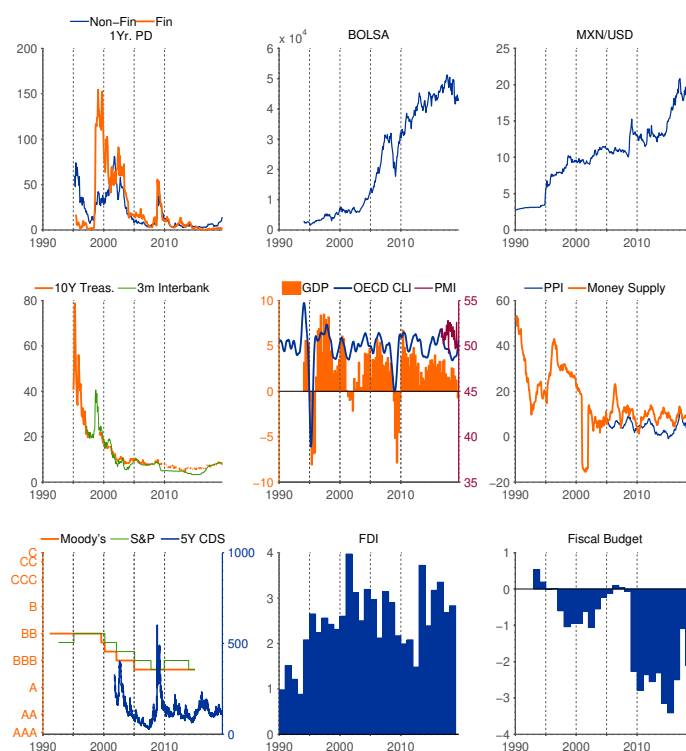 Non-Fin Fin
1Yr. PD
200
150
100
50
0
1990 2000 2010
x 10⁴ BOLSA
6
5
4
3
2
1
0
1990 2000 2010
MXN/USD
25
20
15
10
5
0
1990 2000 2010
10Y Treas. 3m Interbank
80
60
40
20
0
1990 2000 2010
GDP OECD CLI PMI
10 55
5 50
0 45
−5 40
−10 35
1990 2000 2010
PPI Money Supply
60
40
20
0
−20
1990 2000 2010
Moody's S&P 5Y CDS
C 1000
CC
CCC
B
BB 500
BBB
A
AA
AAA 0
1990 2000 2010
FDI
4
3
2
1
0
1990 2000 2010
Fiscal Budget
1
0
−1
−2
−3
−4
1990 2000 2010